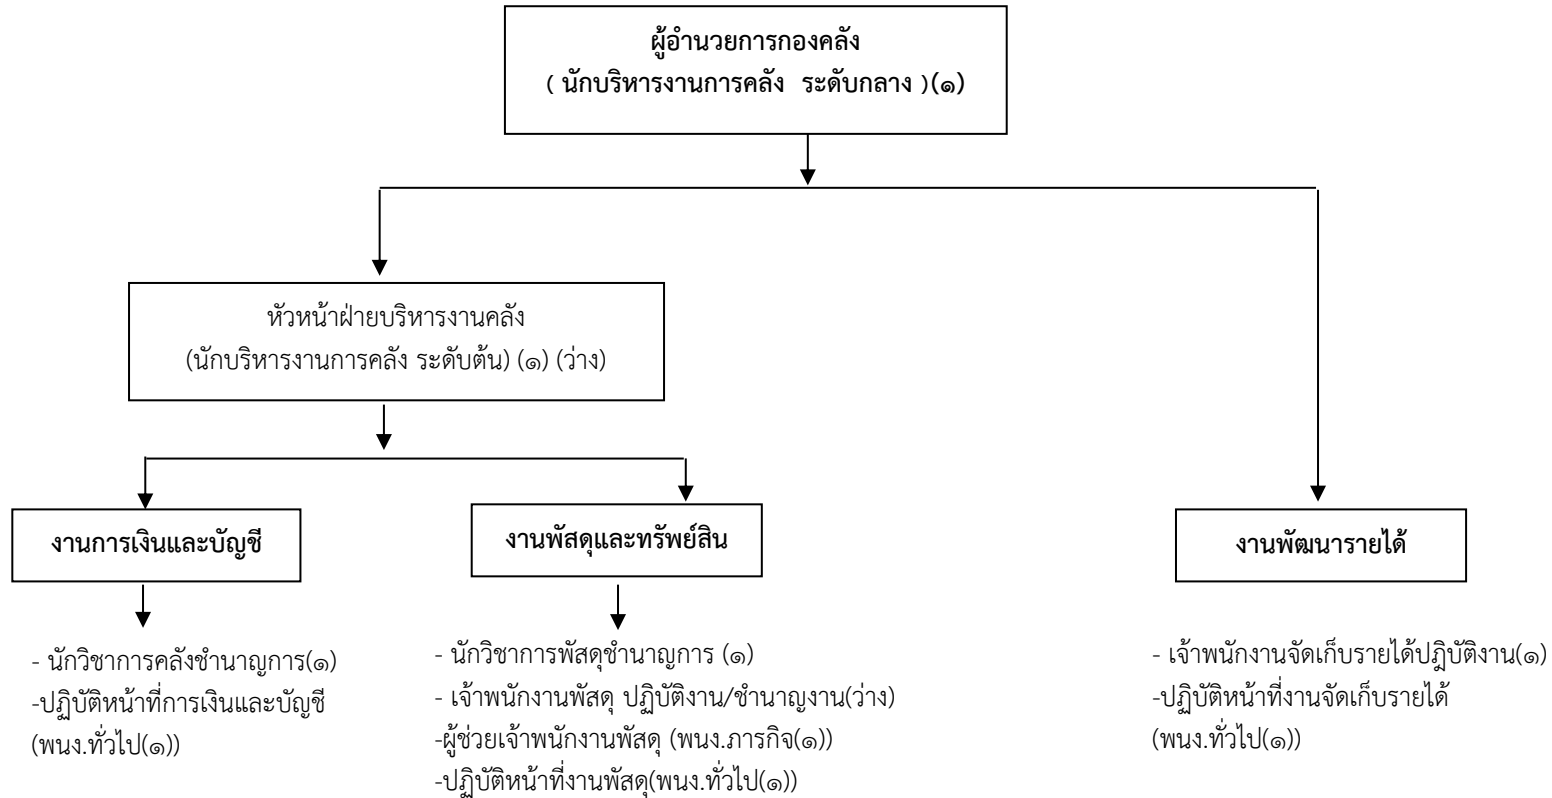 ผู้อำนวยการกองคลัง
( นักบริหารงานการคลัง ระดับกลาง )(๑)
หัวหน้าฝ่ายบริหารงานคลัง
(นักบริหารงานการคลัง ระดับต้น) (๑) (ว่าง)
งานการเงินและบัญชี
- นักวิชาการคลังชำนาญการ(๑)
-ปฏิบัติหน้าที่การเงินและบัญชี
(พนง.ทั่วไป(๑))
งานพัสดุและทรัพย์สิน
- นักวิชาการพัสดุชำนาญการ (๑)
- เจ้าพนักงานพัสดุ ปฏิบัติงาน/ชำนาญงาน(ว่าง)
-ผู้ช่วยเจ้าพนักงานพัสดุ (พนง.ภารกิจ(๑))
-ปฏิบัติหน้าที่งานพัสดุ(พนง.ทั่วไป(๑))
งานพัฒนารายได้
- เจ้าพนักงานจัดเก็บรายได้ปฎิบัติงาน(๑)
-ปฏิบัติหน้าที่งานจัดเก็บรายได้
(พนง.ทั่วไป(๑))